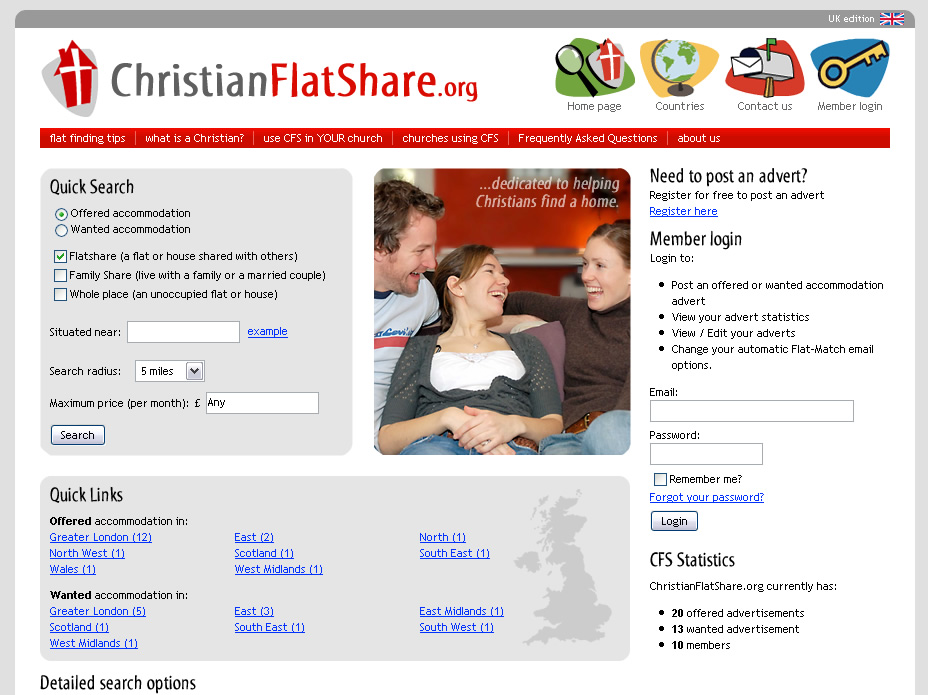 UK edition
ChristianFlatShare.org
Home page
Countries
Contact us
Member login
flat finding tips
what is a Christian?
use CFS in YOUR church
churches using CFS
Frequently Asked Questions
about us
Quick Search
Offered accommodation
Wanted accommodation
Flatshare (a flat or house shared with others)
Family Share (live with a family or a married couple)
Whole place (an unoccupied flat or house)
Situated near:
example
Search radius:
5 miles
Maximum price (per month): £
Any
Search
...dedicated to helping
Christians find a home.
Need to post an advert?
Register for free to post an advert
Register here
Member login
Login to:
Post an offered or wanted accommodation
advert
View your advert statistics
View / Edit your adverts
Change your automatic Flat-Match email
options.
Email:
Password:
Remember me?
Forgot your password?
Login
Quick Links
Offered accommodation in:
Greater London (12)
East (2)
North (1)
North West (1)
Scotland (1)
South East (1)
Wales (1)
West Midlands (1)
Wanted accommodation in:
Greater London (5)
East (3)
East Midlands (1)
Scotland (1)
South East (1)
South West (1)
West Midlands (1)
CFS Statistics
ChristianFlatShare.org currently has:
20 offered advertisements
13 wanted advertisement
10 members
Detailed search options